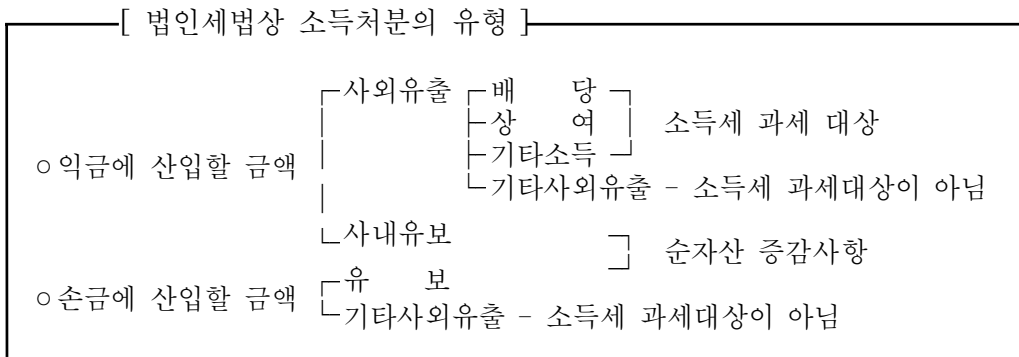 [ 법인세법상 소득처분의 유형 ]
사외유출 배 당
상 여 소득세 과세 대상
○익금에 산입할 금액 기타소득
기타사외유출 - 소득세 과세대상이 아님
사내유보 순자산 증감사항
○손금에 산입할 금액 유 보
기타사외유출 - 소득세 과세대상이 아님